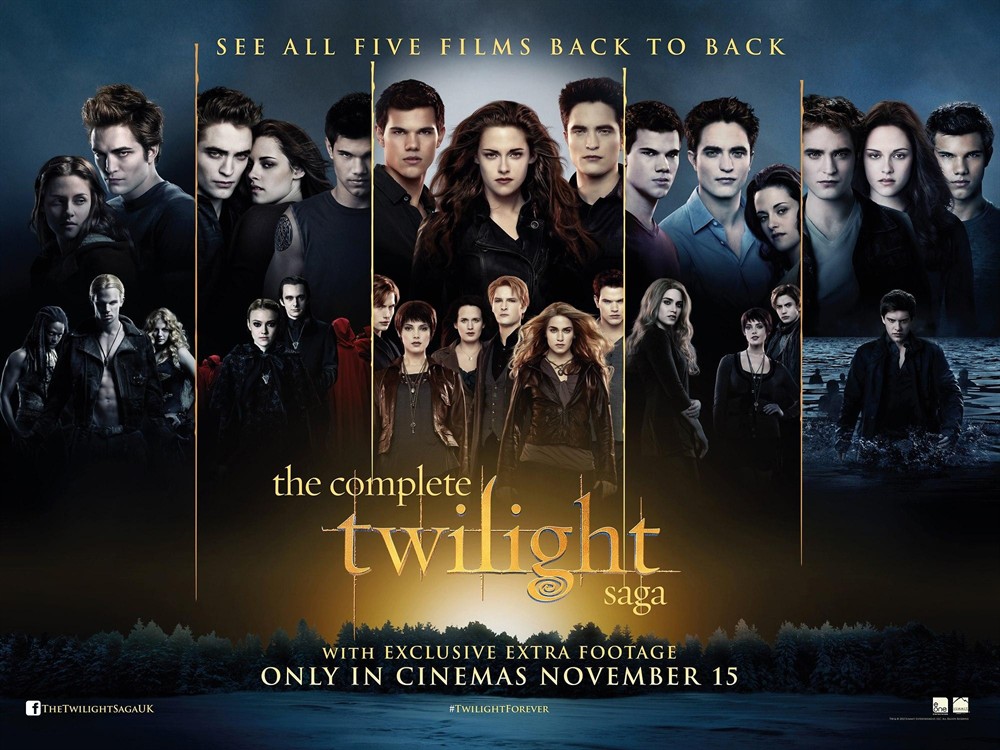 SEE ALL FIVE FILMS BACK TO BACK
the complete
twilight
saga
WITH EXCLUSIVE EXTRA FOOTAGE
ONLY IN CINEMAS NOVEMBER 15
f THETWILIGHTSAGAUK
#TWILIGHTFOREVER
one